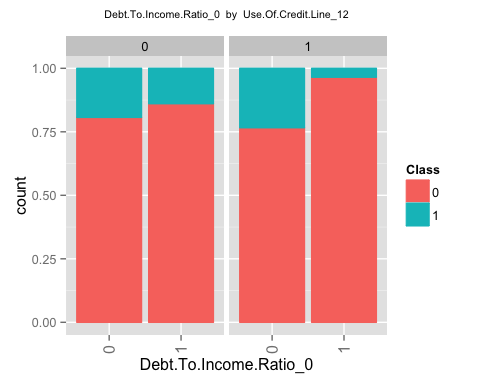 Debt.To.Income.Ratio_0 by Use.Of.Credit.Line_12
0 1
1.00
0.75
0.50
0.25
0.00
count
0 1 0 1
Debt.To.Income.Ratio_0
Class
0
1